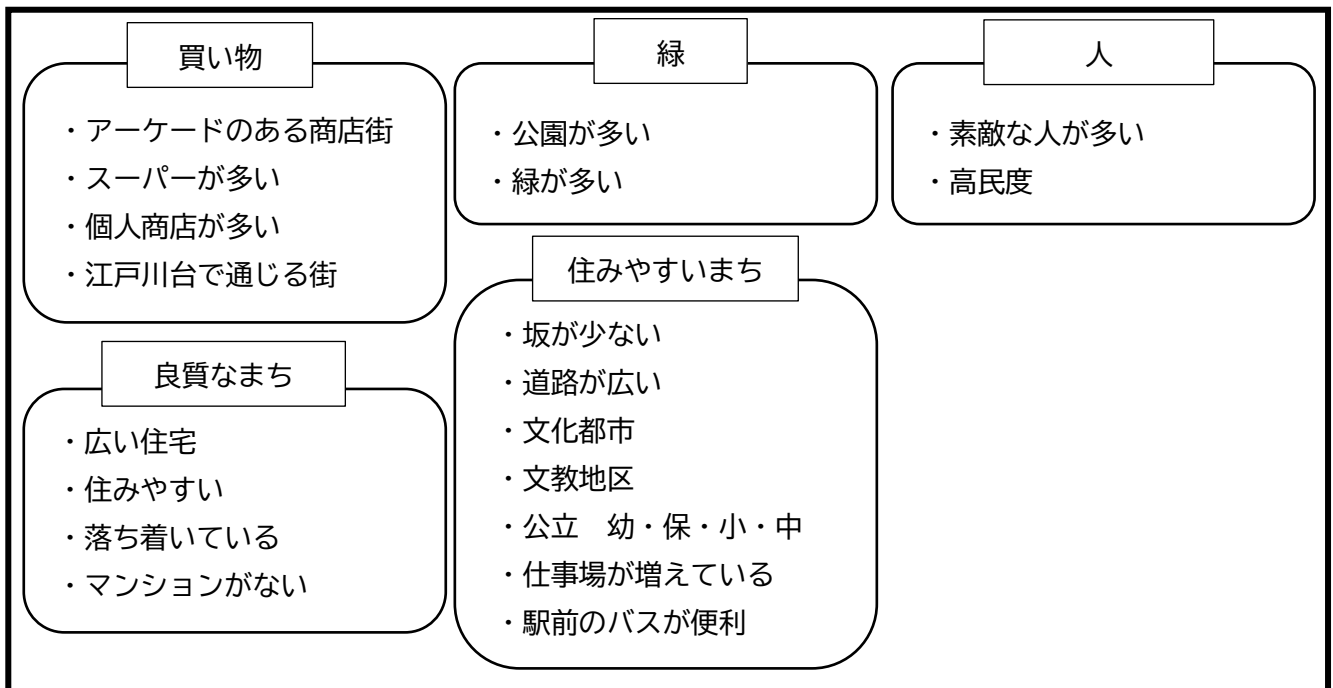 買い物
・アーケードのある商店街
・スーパーが多い
・個人商店が多い
・江戸川台で通じる街
緑
・公園が多い
・緑が多い
人
・素敵な人が多い
・高民度
良質なまち
・広い住宅
・住みやすい
・落ち着いている
・マンションがない
住みやすいまち
・坂が少ない
・道路が広い
・文化都市
・文教地区
・公立　幼・保・小・中
・仕事場が増えている
・駅前のバスが便利